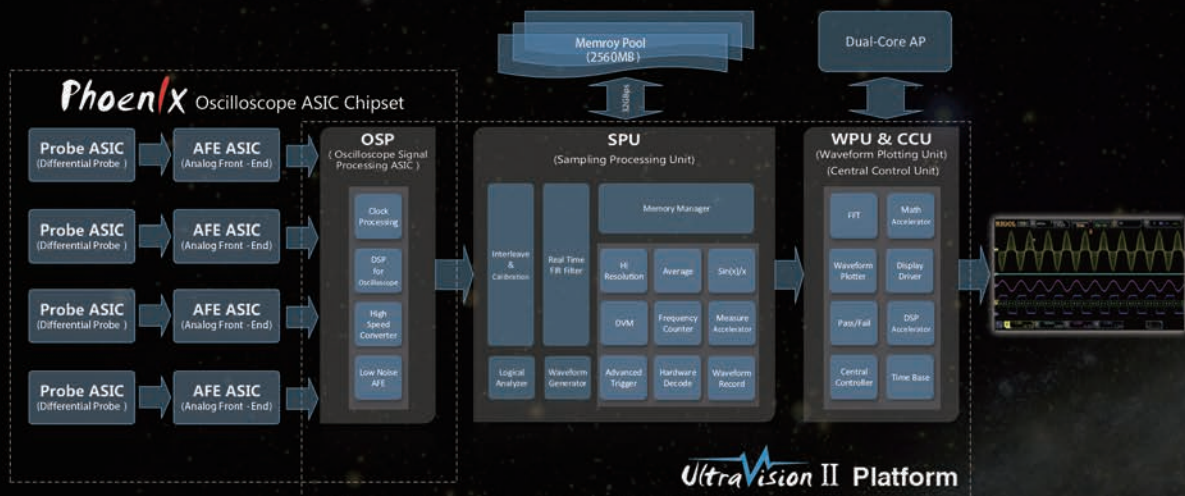 Memroy Pool
(2560MB)
Dual-Core AP
32GBps
PhoenIx Oscilloscope ASIC Chipset
Probe ASIC
(Differential Probe )
AFE ASIC
(Analog Front -End)
Probe ASIC
(Differential Probe )
AFE ASIC
(Analog Front -End)
Probe ASIC
(Differential Probe )
AFE ASIC
(Analog Front -End)
Probe ASIC
(Differential Probe )
AFE ASIC
(Analog Front -End)
OSP
( Oscilloscope Signal
Processing ASIC )
Clock
Processing
DSP
for
Oscilloscope
High
Speed
Converter
Low Noise
AFE
SPU
(Sampling Processing Unit)
Interleave
&
Calibration
Real Time
FIR Filter
Memory Manager
Hi
Resolution
Average
Sin(x)/x
DVM
Frequency
Counter
Measure
Accelerator
Logical
Analyzer
Waveform
Generator
Advanced
Trigger
Hardware
Decode
Waveform
Record
WPU & CCU
(Waveform Plotting Unit)
(Central Control Unit)
FFT
Math
Accelerator
Waveform
Plotter
Display
Driver
Pass/Fail
DSP
Accelerator
Central
Controller
Time Base
RIGOL
UltraVision II Platform